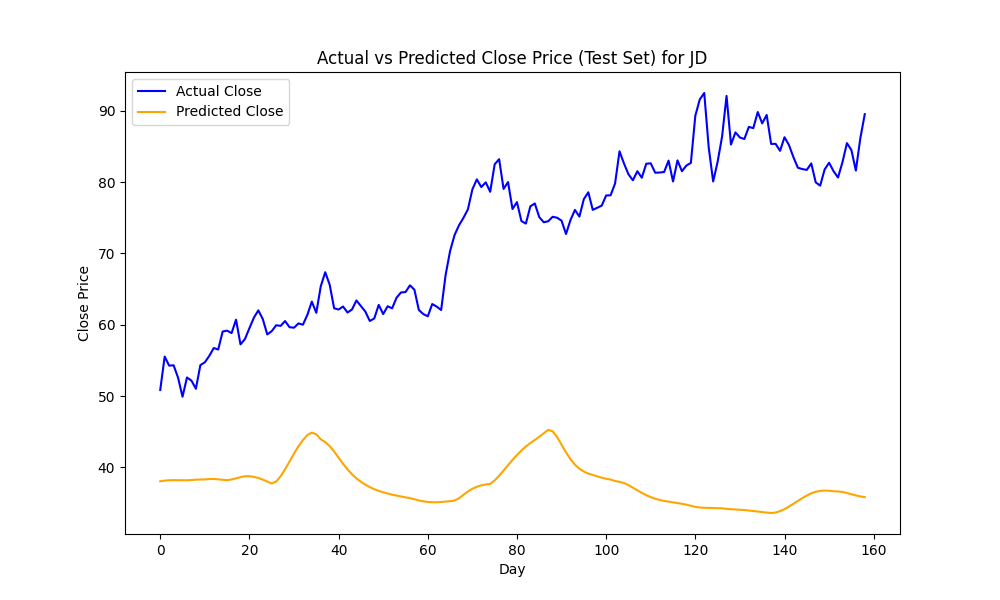 Actual vs Predicted Close Price (Test Set) for JD
Actual Close
Predicted Close
Close Price
90
80
70
60
50
40
0 20 40 60 80 100 120 140 160
Day